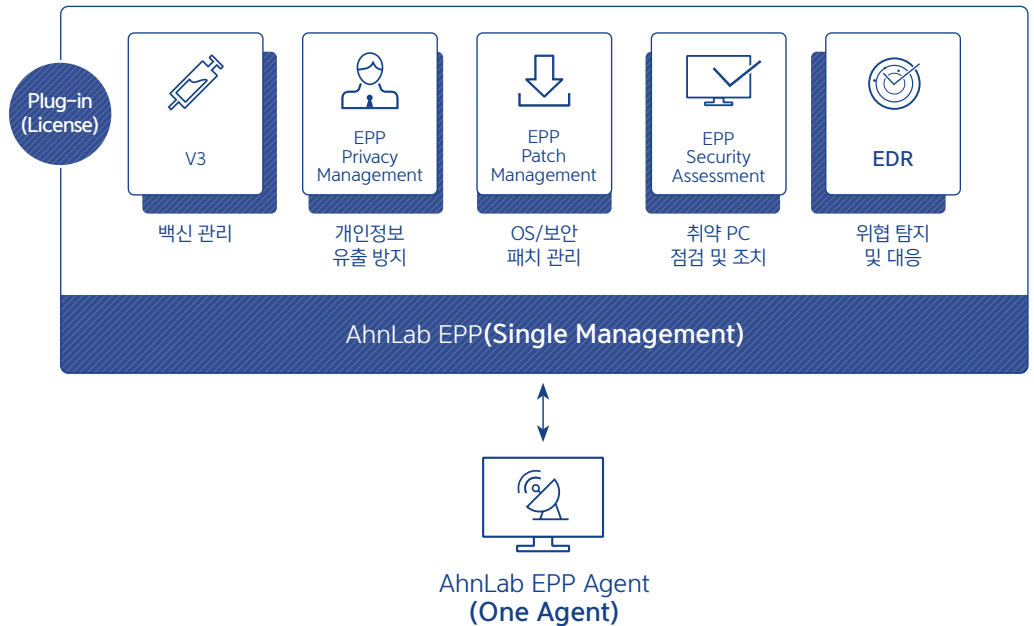 Plug-in
(License)
V3
백신 관리
EPP
Privacy
Management
개인정보
유출 방지
EPP
Patch
Management
OS/보안
패치 관리
EPP
Security
Assessment
취약 PC
점검 및 조치
EDR
위협 탐지
및 대응
AhnLab EPP(Single Management)
AhnLab EPP Agent
(One Agent)